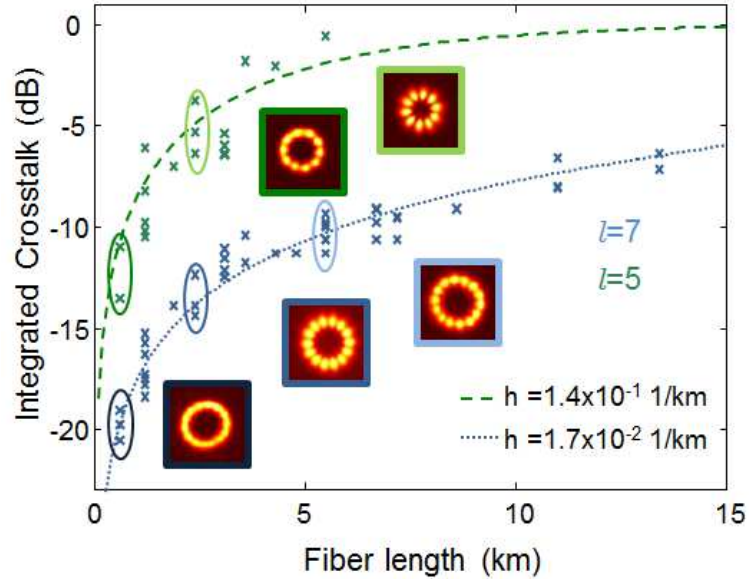 0
-5
-10
-15
-20
Integrated Crosstalk (dB)
l=7
l=5
h =1.4x10⁻¹ 1/km
h =1.7x10⁻² 1/km
0 5 10 15
Fiber length (km)